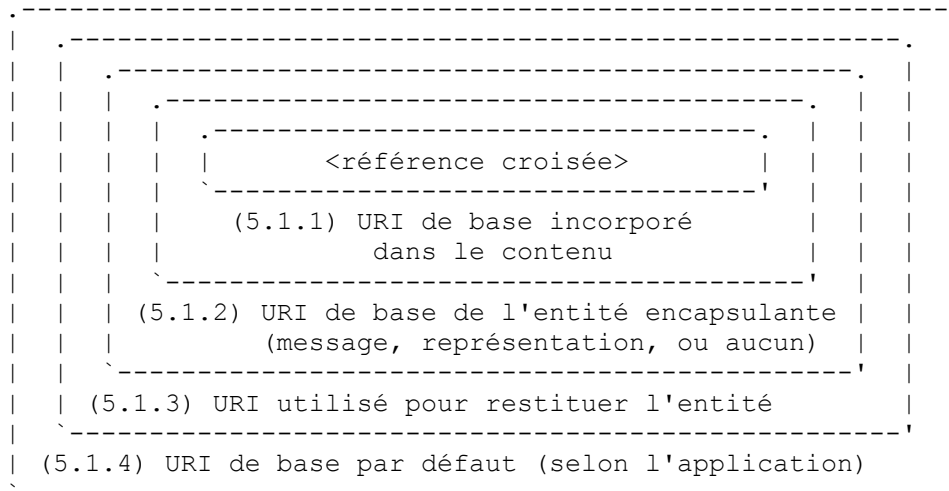 <référence croisée>
(5.1.1) URI de base incorporé
dans le contenu
(5.1.2) URI de base de l'entité encapsulante
(message, représentation, ou aucun)
(5.1.3) URI utilisé pour restituer l'entité
(5.1.4) URI de base par défaut (selon l'application)